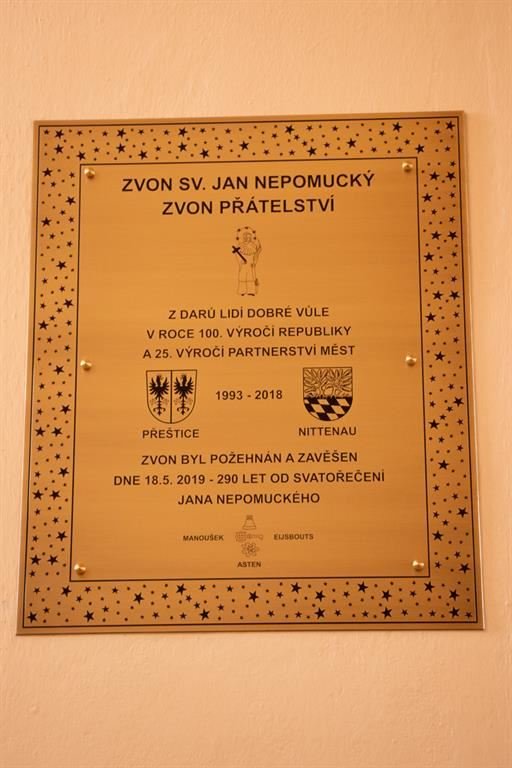 ZVON SV. JAN NEPOMUCKÝ
ZVON PŘÁTELSTVÍ
Z DARŮ LIDÍ DOBRÉ VŮLE
V ROCE 100. VÝROČÍ REPUBLIKY
A 25. VÝROČÍ PARTNERSTVÍ MĚST
1993 - 2018
PŘEŠTICE NITTENAU
ZVON BYL POŽEHNÁN A ZAVĚŠEN
DNE 18.5. 2019 - 290 LET OD SVATOŘEČENÍ
JANA NEPOMUCKÉHO
MANOUŠEK EIJSBOUTS
ASTEN